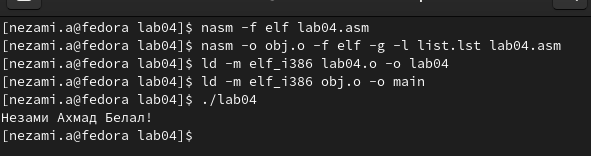 [nezami.a@fedora lab04]$ nasm -f elf lab04.asm
[nezami.a@fedora lab04]$ nasm -o obj.o -f elf -g -l list.lst lab04.asm
[nezami.a@fedora lab04]$ ld -m elf_i386 lab04.o -o lab04
[nezami.a@fedora lab04]$ ld -m elf_i386 obj.o -o main
[nezami.a@fedora lab04]$ ./lab04
Незами Ахмад Белал!
[nezami.a@fedora lab04]$